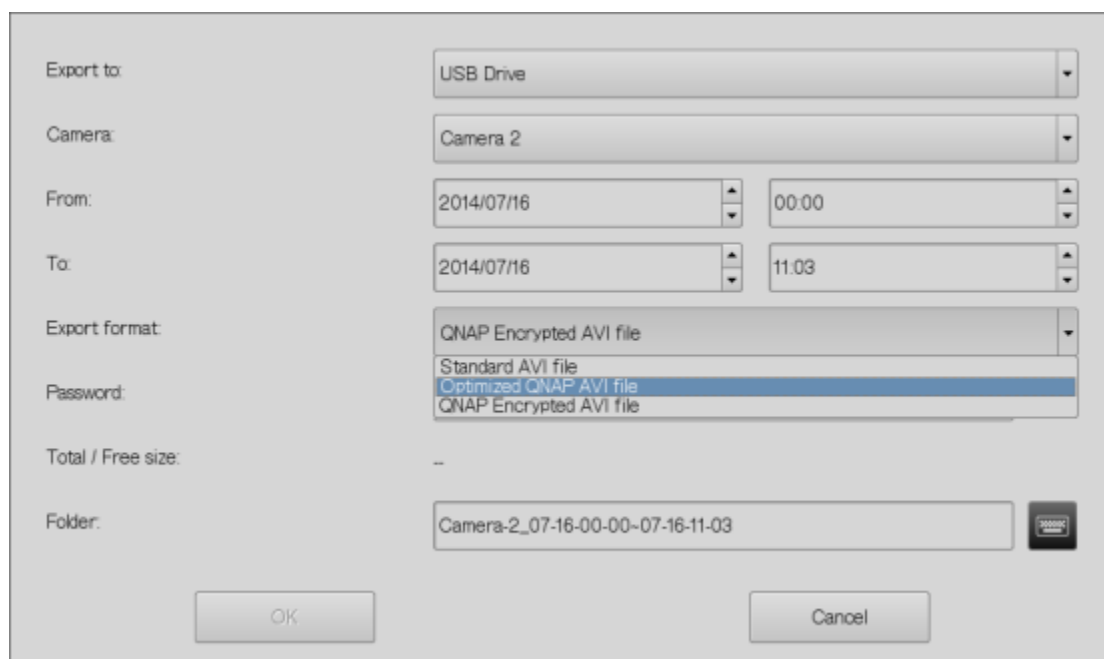 Export to: USB Drive
Camera: Camera 2
From: 2014/07/16 00:00
To: 2014/07/16 11:03
Export format: QNAP Encrypted AVI file
Standard AVI file
Optimized QNAP AVI file
Password: QNAP Encrypted AVI file
Total / Free size: --
Folder: Camera-2_07-16-00-00~07-16-11-03
OK Cancel